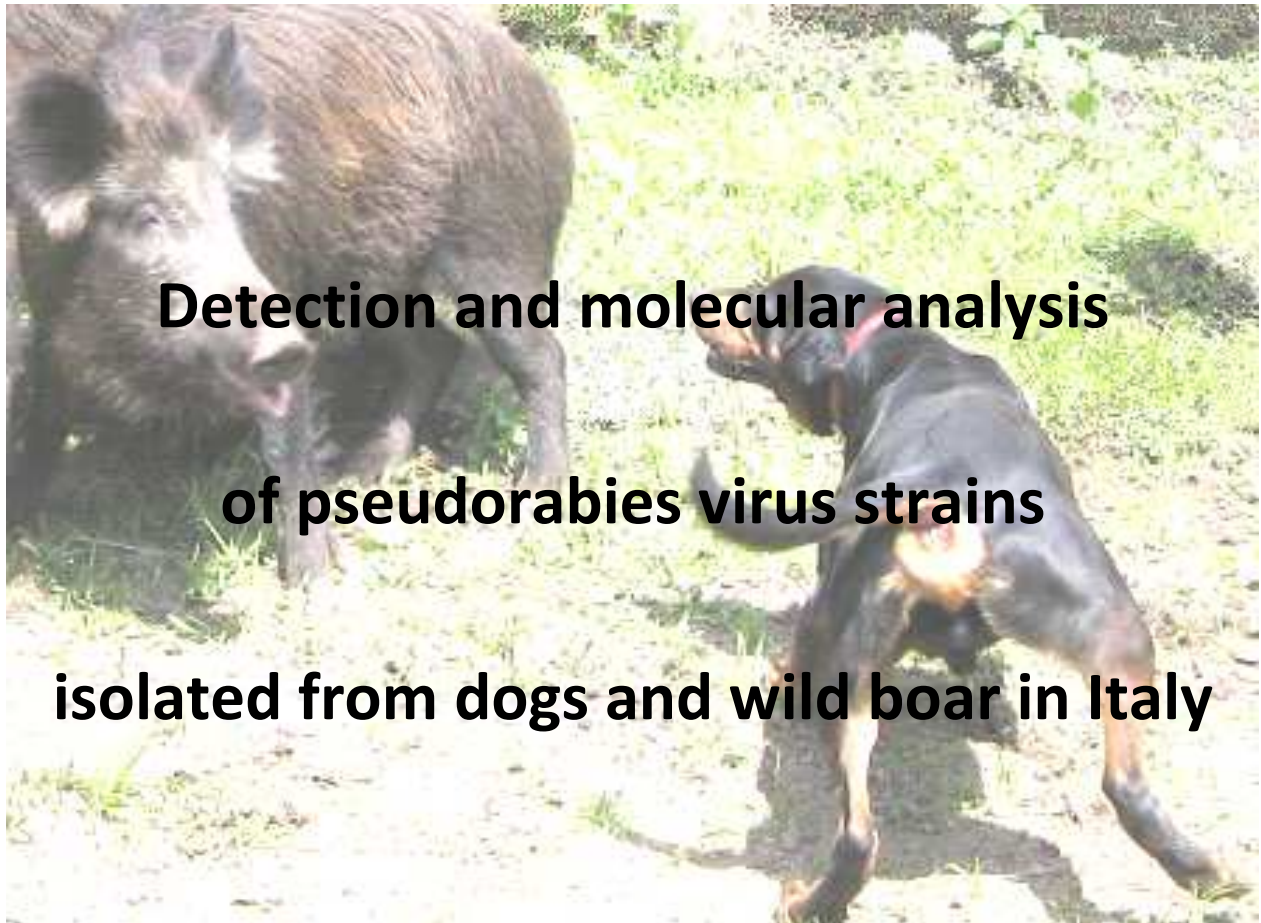 Detection and molecular analysis
of pseudorabies virus strains
isolated from dogs and wild boar in Italy